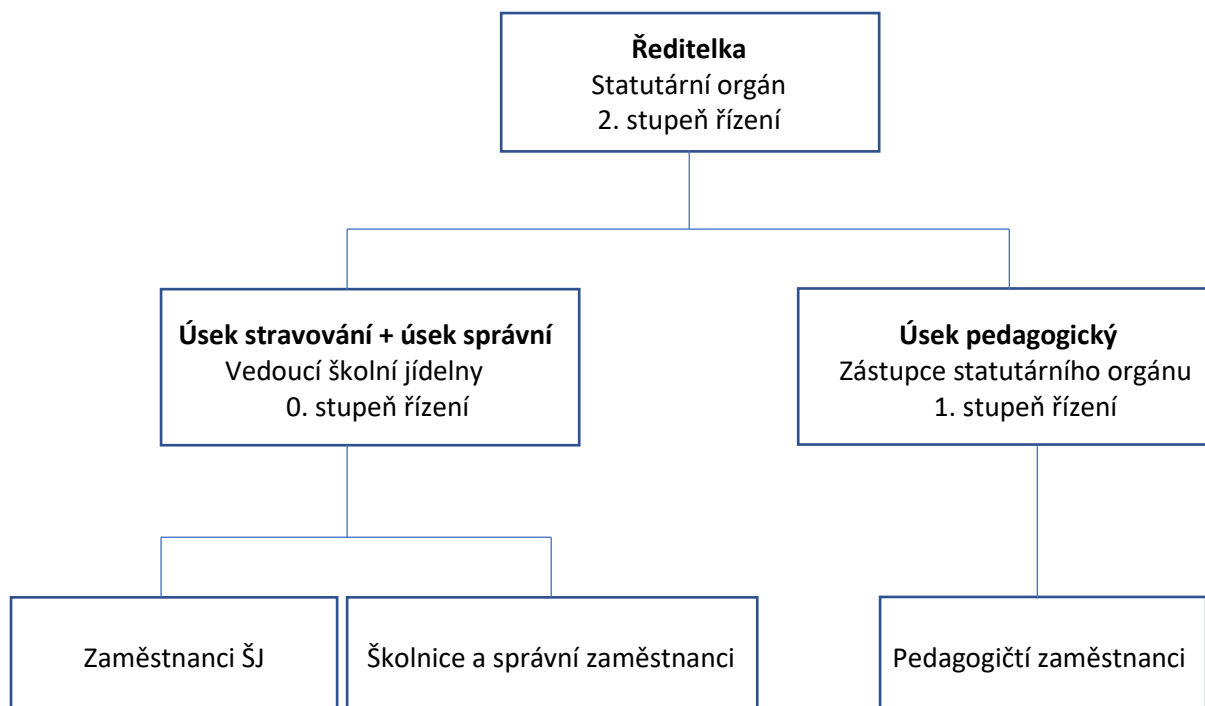 Ředitelka
Statutární orgán
2. stupeň řízení
Úsek stravování + úsek správní
Vedoucí školní jídelny
0. stupeň řízení
Úsek pedagogický
Zástupce statutárního orgánu
1. stupeň řízení
Zaměstnanci ŠJ
Školnice a správní zaměstnanci
Pedagogičtí zaměstnanci